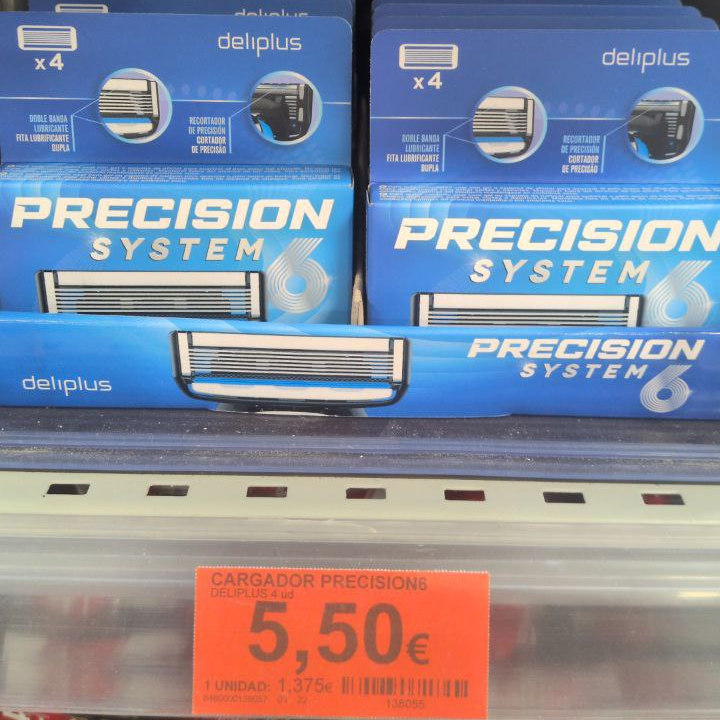 deliplus
deliplus
x4
DOBLE BANDA
LUBRICANTE
FITA LUBRIFICANTE
DUPLA
RECORTADOR
DE PRECISIÓN
CORTADOR
DE PRECISÃO
PRECISION
SYSTEM 6
deliplus
x4
DOBLE BANDA
LUBRICANTE
FITA LUBRIFICANTE
DUPLA
RECORTADOR
DE PRECISIÓN
CORTADOR
DE PRECISÃO
PRECISION
SYSTEM 6
deliplus
PRECISION
SYSTEM 6
CARGADOR PRECISION6
DELIPLUS 4 ud
5,50€
1 UNIDAD: 1,375€
138055